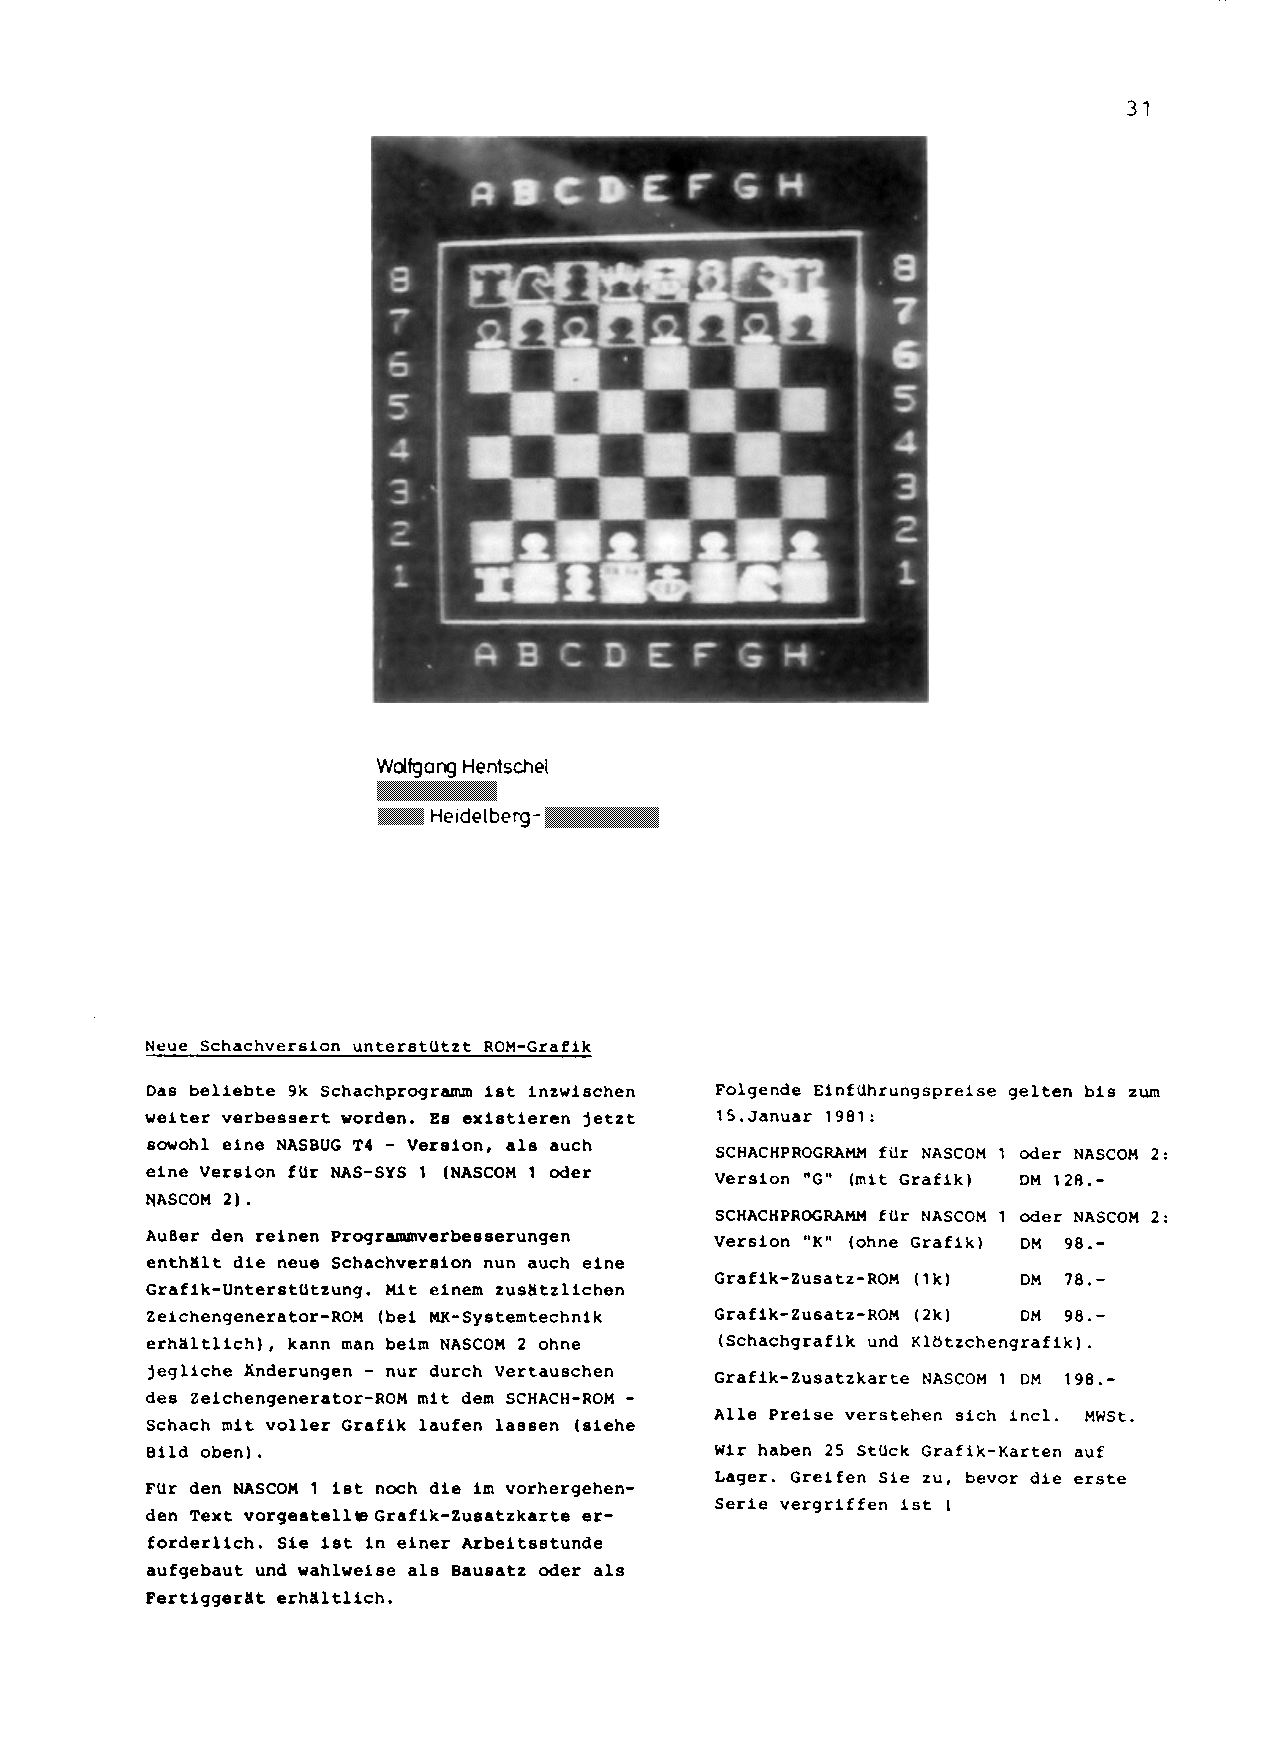 31
A B C D E F G H
8 8
7 7
6 6
5 5
4 4
3 3
2 2
1 1
A B C D E F G H
Wolfgang Hentschel
Heidelberg-
Neue Schachversion unterstützt ROM-Grafik
Das beliebte 9k Schachprogramm ist inzwischen
weiter verbessert worden. Es existieren jetzt
sowohl eine NASBUG T4 - Version, als auch
eine Version für NAS-SYS 1 (NASCOM 1 oder
NASCOM 2).
Außer den reinen Programmverbesserungen
enthält die neue Schachversion nun auch eine
Grafik-Unterstützung. Mit einem zusätzlichen
Zeichengenerator-ROM (bei MK-Systemtechnik
erhältlich), kann man beim NASCOM 2 ohne
jegliche Änderungen - nur durch Vertauschen
des Zeichengenerator-ROM mit dem SCHACH-ROM -
Schach mit voller Grafik laufen lassen (siehe
Bild oben).
Für den NASCOM 1 ist noch die im vorhergehen-
den Text vorgestellte Grafik-Zusatzkarte er-
forderlich. Sie ist in einer Arbeitsstunde
aufgebaut und wahlweise als Bausatz oder als
Fertiggerät erhältlich.
Folgende Einführungspreise gelten bis zum
15.Januar 1981:
SCHACHPROGRAMM für NASCOM 1 oder NASCOM 2:
Version "G" (mit Grafik) DM 128.-
SCHACHPROGRAMM für NASCOM 1 oder NASCOM 2:
Version "K" (ohne Grafik) DM 98.-
Grafik-Zusatz-ROM (1k) DM 78.-
Grafik-Zusatz-ROM (2k) DM 98.-
(Schachgrafik und Klötzchengrafik).
Grafik-Zusatzkarte NASCOM 1 DM 198.-
Alle Preise verstehen sich incl. MWSt.
Wir haben 25 Stück Grafik-Karten auf
Lager. Greifen Sie zu, bevor die erste
Serie vergriffen ist !